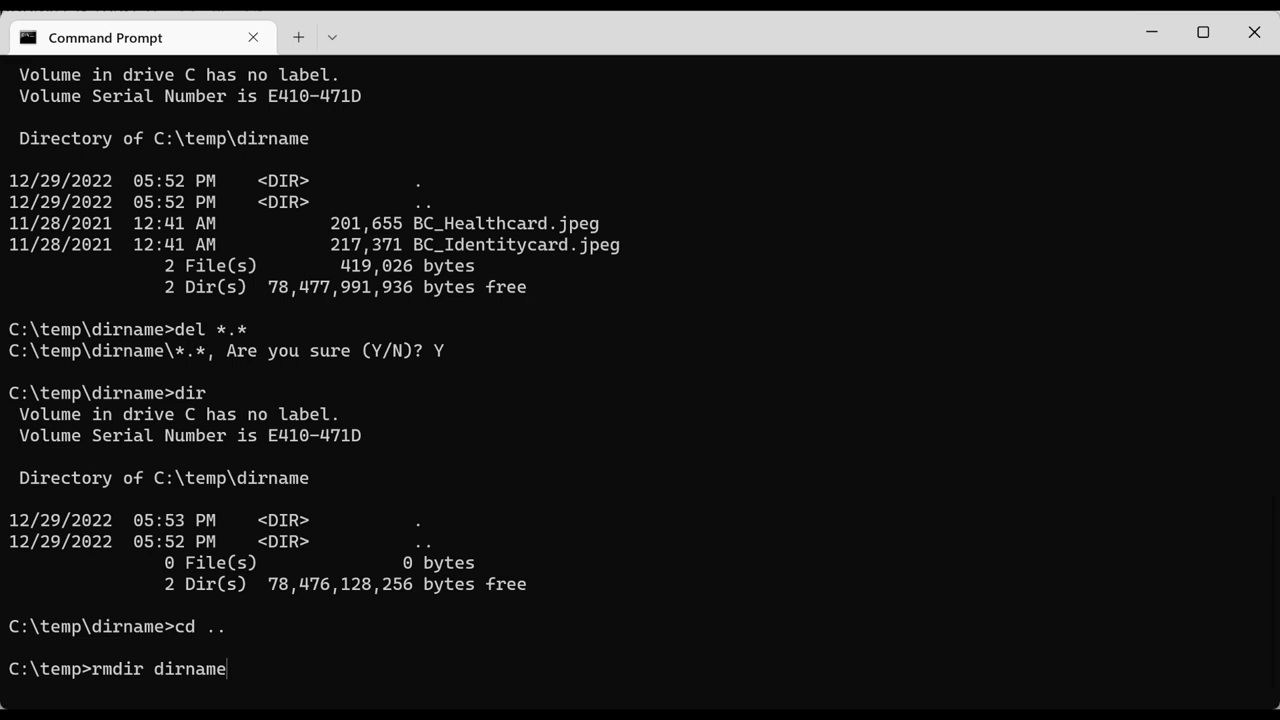 Command Prompt
Volume in drive C has no label.
Volume Serial Number is E410-471D
Directory of C:\temp\dirname
12/29/2022  05:52 PM    <DIR>          .
12/29/2022  05:52 PM    <DIR>          ..
11/28/2021  12:41 AM           201,655 BC_Healthcard.jpeg
11/28/2021  12:41 AM           217,371 BC_Identitycard.jpeg
2 File(s)        419,026 bytes
2 Dir(s)  78,477,991,936 bytes free
C:\temp\dirname>del *.*
C:\temp\dirname\*.*, Are you sure (Y/N)? Y
C:\temp\dirname>dir
Volume in drive C has no label.
Volume Serial Number is E410-471D
Directory of C:\temp\dirname
12/29/2022  05:53 PM    <DIR>          .
12/29/2022  05:52 PM    <DIR>          ..
0 File(s)              0 bytes
2 Dir(s)  78,476,128,256 bytes free
C:\temp\dirname>cd ..
C:\temp>rmdir dirname